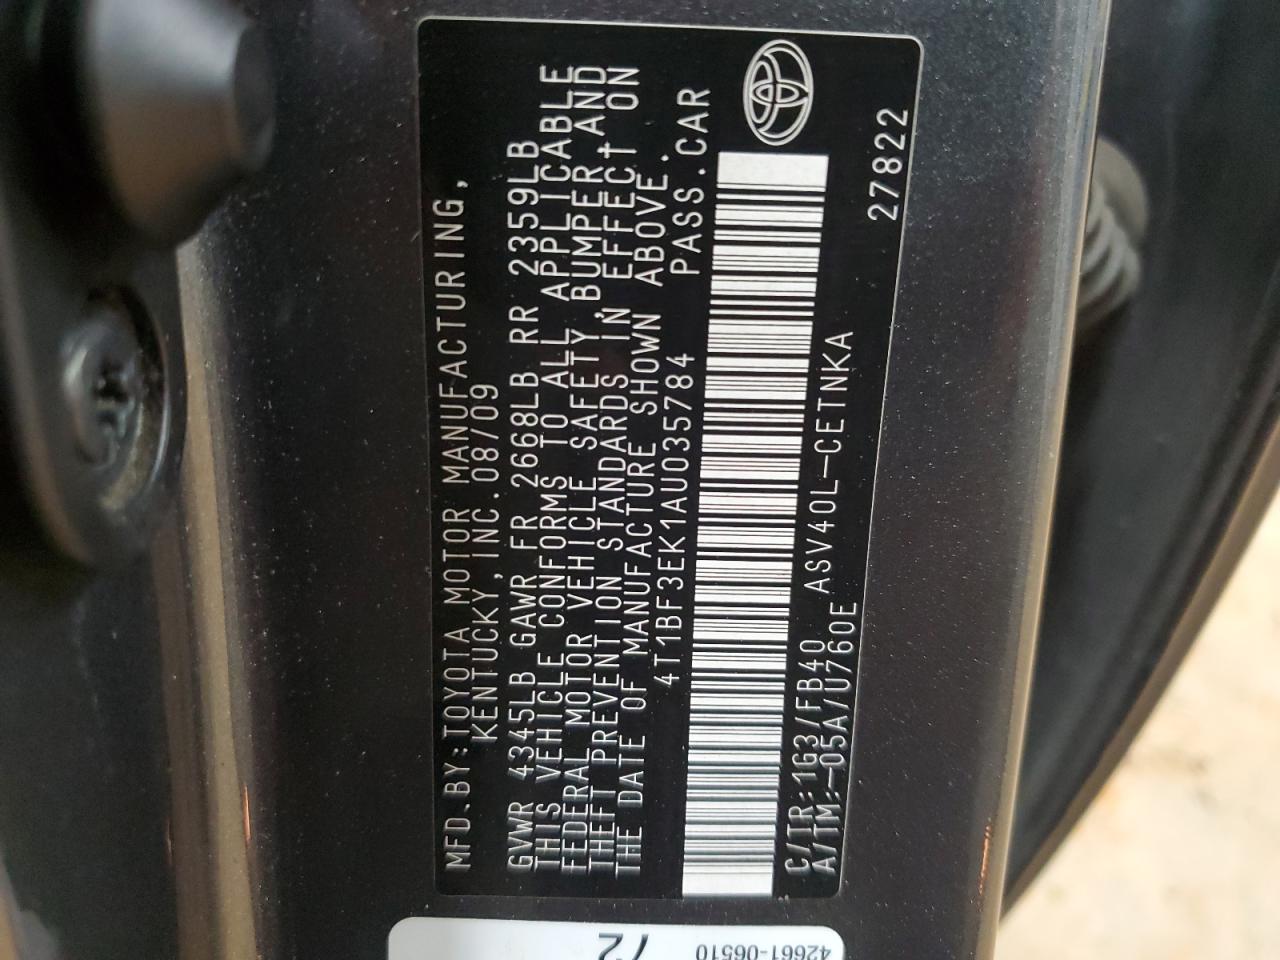 MFD.BY:TOYOTA MOTOR MANUFACTURING,
KENTUCKY,INC.08/09
GVWR 4345LB GAWR FR 2668LB RR 2359LB
THIS VEHICLE CONFORMS TO ALL APPLICABLE
FEDERAL MOTOR VEHICLE SAFETY,BUMPER,AND
THEFT PREVENTION STANDARDS IN EFFECT ON
THE DATE OF MANUFACTURE SHOWN ABOVE.
4T1BF3EK1AU035784 PASS.CAR
C/TR:1G3/FB40 ASV40L-CETNKA
A/TM:-05A/U760E
27822
72
42661-06510